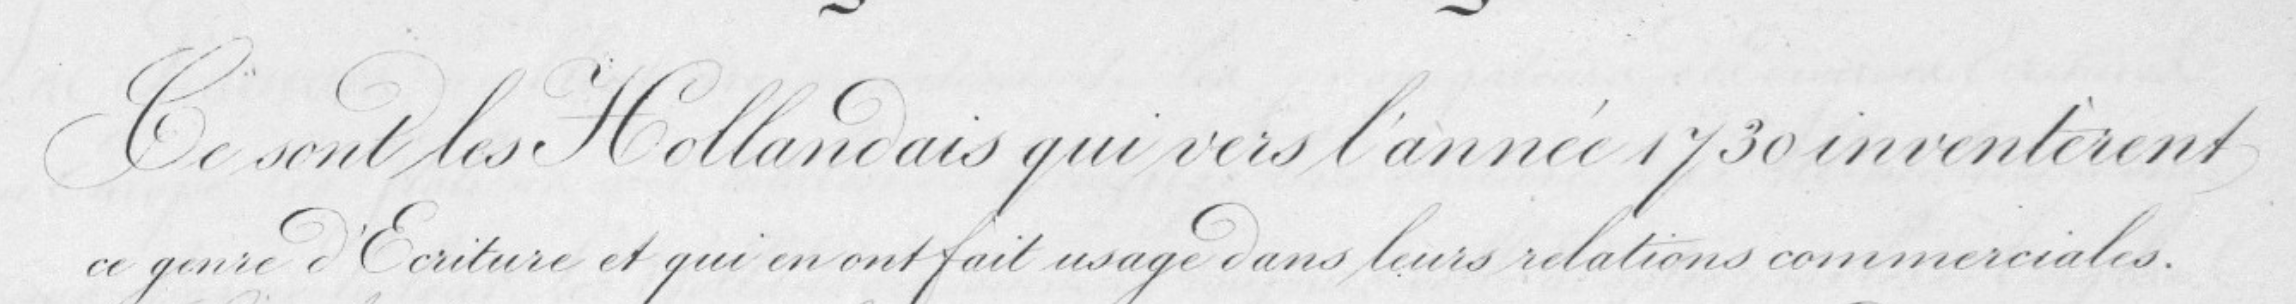 Ce sont les Hollandais qui vers l'année 1730 inventèrent
ce genre d'Ecriture et qui en ont fait usage dans leurs relations commerciales.